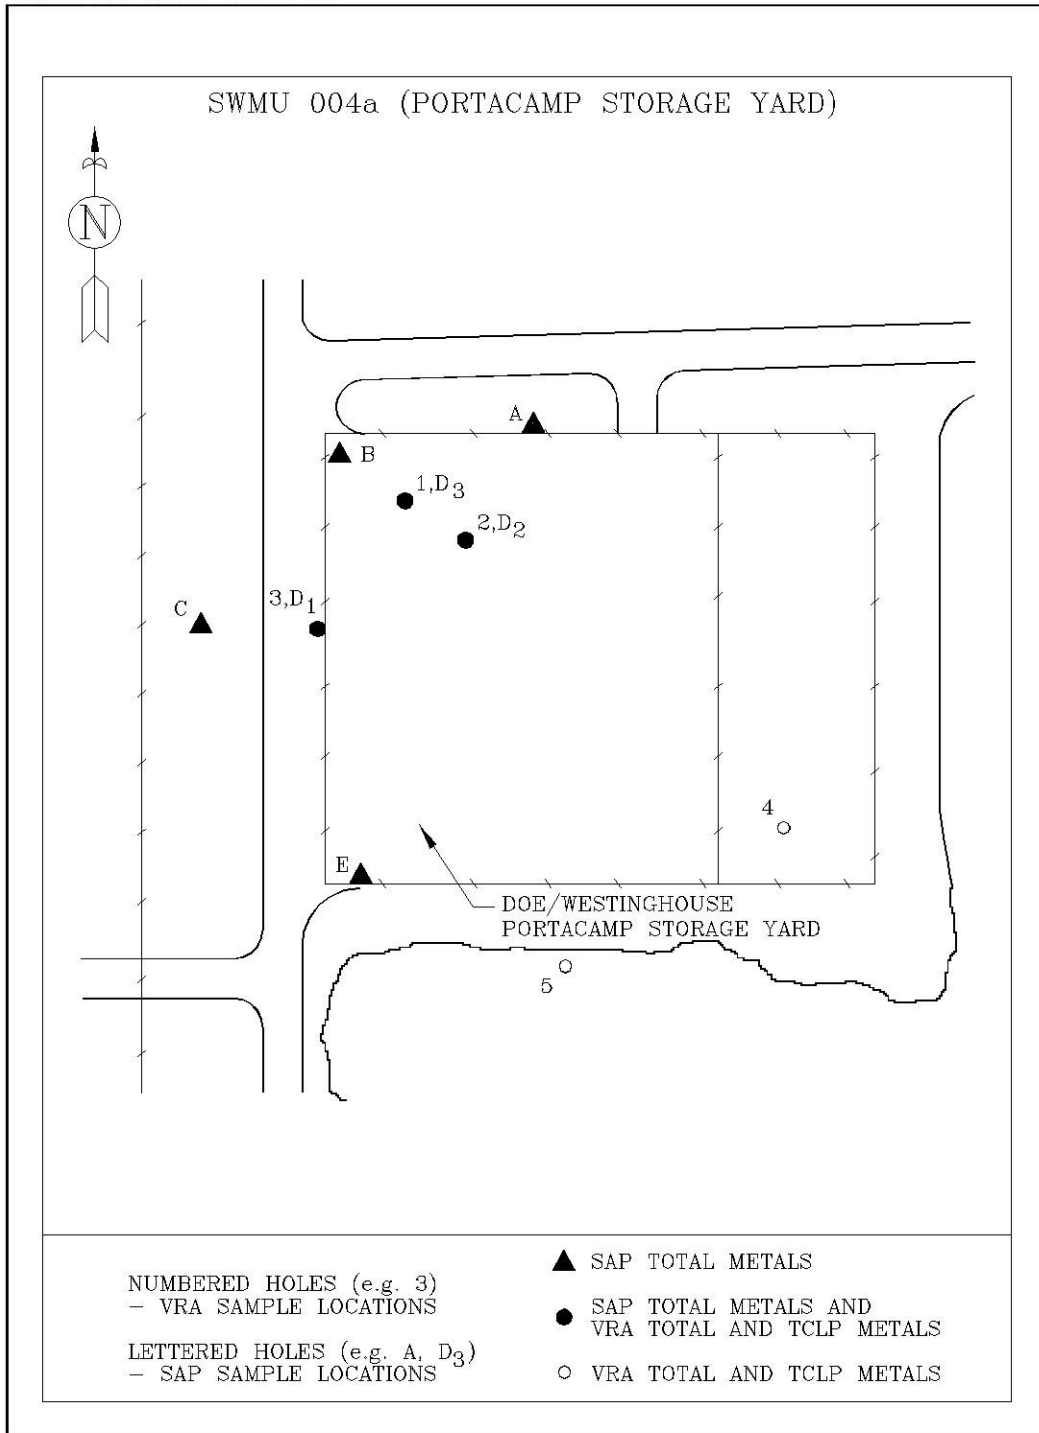 SWMU 004a (PORTACAMP STORAGE YARD)
N
A
B
1,D3
2,D2
3,D1
C
4
E
DOE/WESTINGHOUSE
PORTACAMP STORAGE YARD
5
NUMBERED HOLES (e.g. 3)
– VRA SAMPLE LOCATIONS
LETTERED HOLES (e.g. A, D3)
– SAP SAMPLE LOCATIONS
SAP TOTAL METALS
SAP TOTAL METALS AND
VRA TOTAL AND TCLP METALS
VRA TOTAL AND TCLP METALS